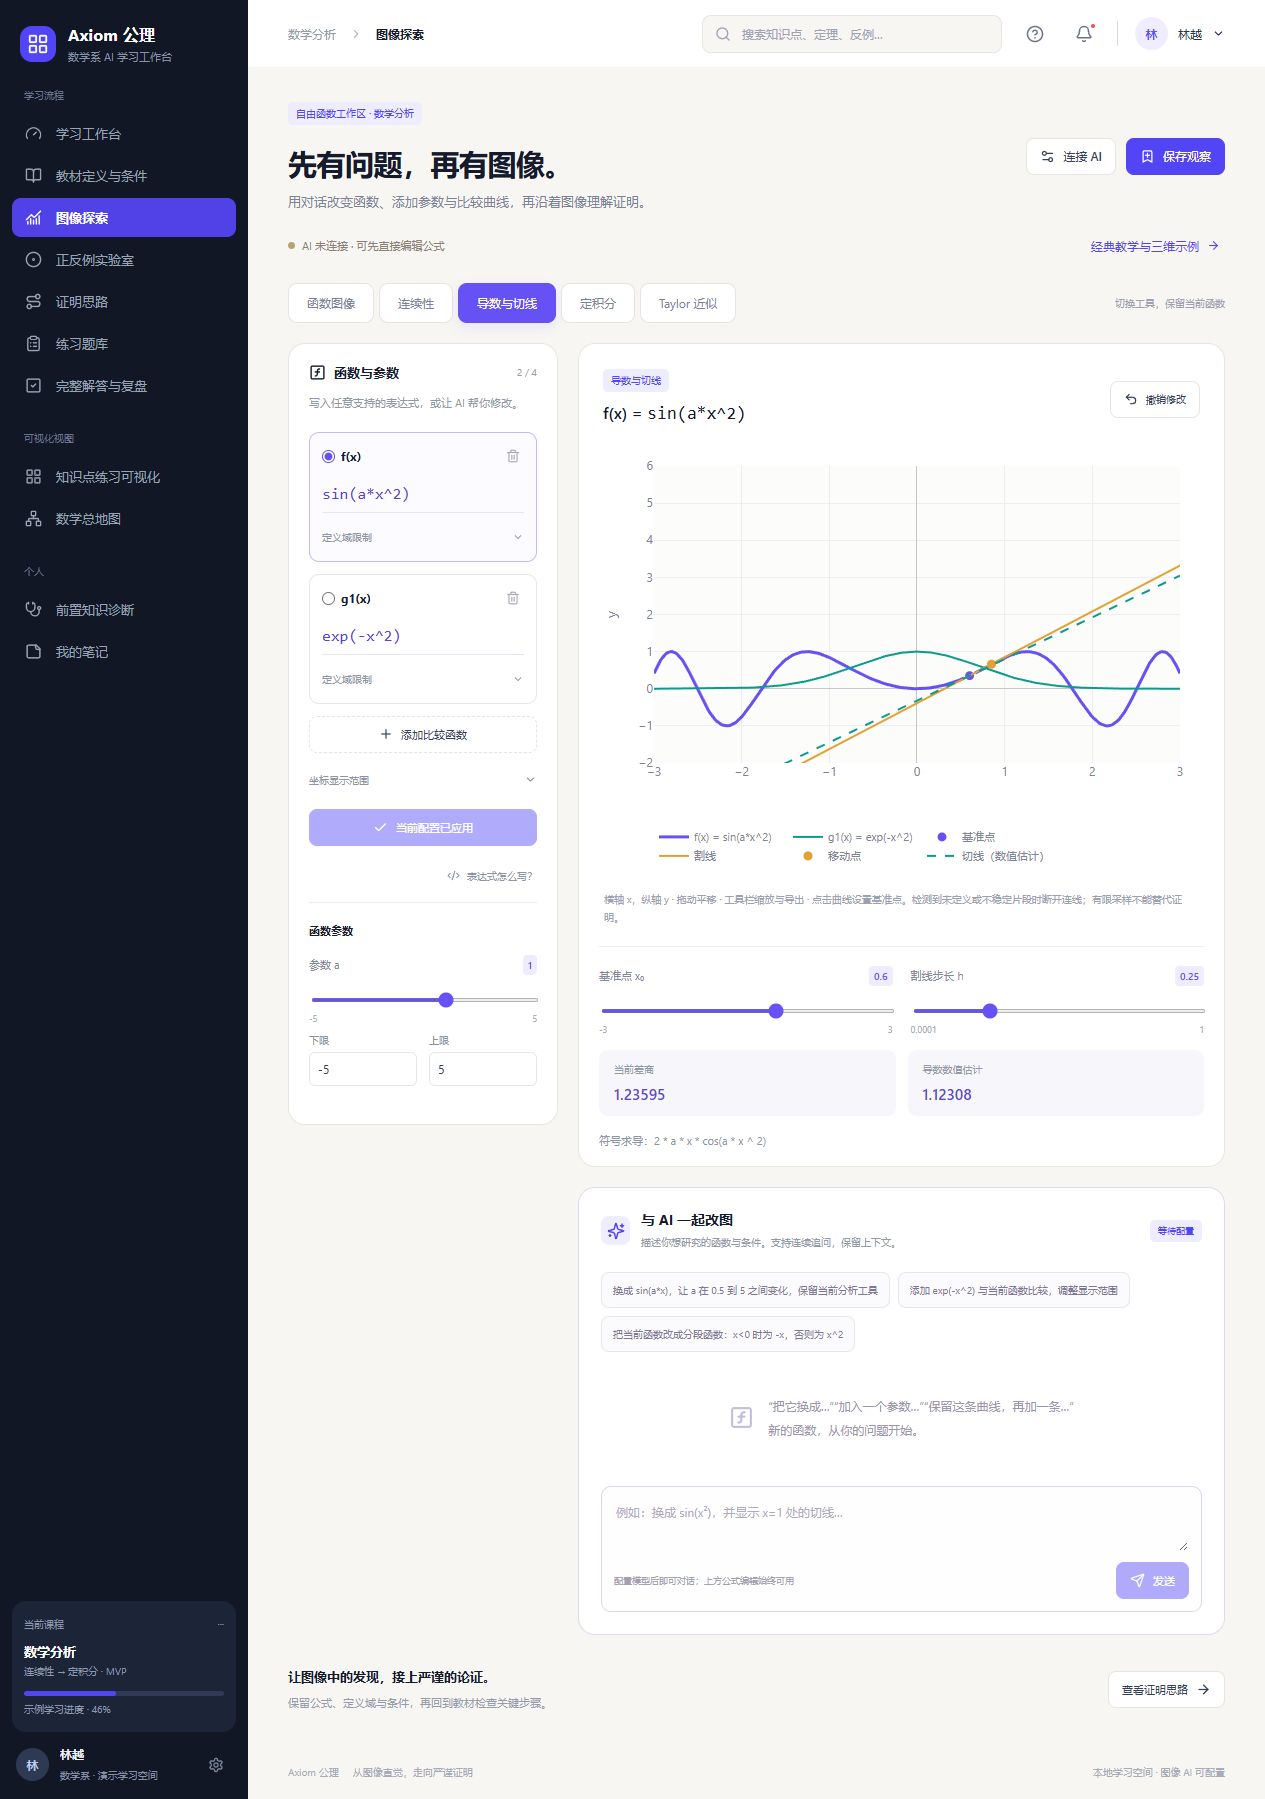 Axiom 公理
数学系 AI 学习工作台
学习流程
学习工作台
教材定义与条件
图像探索
正反例实验室
证明思路
练习题库
完整解答与复盘
可视化视图
知识点练习可视化
数学总地图
个人
前置知识诊断
我的笔记
当前课程
数学分析
连续性 → 定积分 · MVP
示例学习进度 · 46%
林
林越
数学系 · 演示学习空间
数学分析
图像探索
搜索知识点、定理、反例...
林 林越
自由函数工作区 · 数学分析
先有问题，再有图像。
用对话改变函数、添加参数与比较曲线，再沿着图像理解证明。
连接 AI
保存观察
AI 未连接 · 可先直接编辑公式
经典教学与三维示例
函数图像
连续性
导数与切线
定积分
Taylor 近似
切换工具，保留当前函数
函数与参数
2 / 4
写入任意支持的表达式，或让 AI 帮你修改。
f(x)
sin(a*x^2)
定义域限制
g1(x)
exp(-x^2)
定义域限制
添加比较函数
坐标显示范围
当前配置已应用
</> 表达式怎么写？
函数参数
参数 a
1
-5
5
下限
上限
-5
5
导数与切线
f(x) = sin(a*x^2)
撤销修改
6
5
4
3
2
1
0
−1
−2
y
−3
−2
−1
0
1
2
3
f(x) = sin(a*x^2)
g1(x) = exp(-x^2)
基准点
割线
移动点
切线（数值估计）
横轴 x，纵轴 y · 拖动平移 · 工具栏缩放与导出 · 点击曲线设置基准点。检测到未定义或不稳定片段时断开连线；有限采样不能替代证
明。
基准点 x₀
0.6
-3
3
割线步长 h
0.25
0.0001
1
当前差商
1.23595
导数数值估计
1.12308
符号求导：2 * a * x * cos(a * x ^ 2)
与 AI 一起改图
描述你想研究的函数与条件。支持连续追问，保留上下文。
等待配置
换成 sin(a*x)，让 a 在 0.5 到 5 之间变化，保留当前分析工具
添加 exp(-x^2) 与当前函数比较，调整显示范围
把当前函数改成分段函数：x<0 时为 -x，否则为 x^2
“把它换成…”“加入一个参数…”“保留这条曲线，再加一条…”
新的函数，从你的问题开始。
例如：换成 sin(x²)，并显示 x=1 处的切线...
配置模型后即可对话；上方公式编辑始终可用
发送
让图像中的发现，接上严谨的论证。
保留公式、定义域与条件，再回到教材检查关键步骤。
查看证明思路
Axiom 公理
从图像直觉，走向严谨证明
本地学习空间 · 图像 AI 可配置